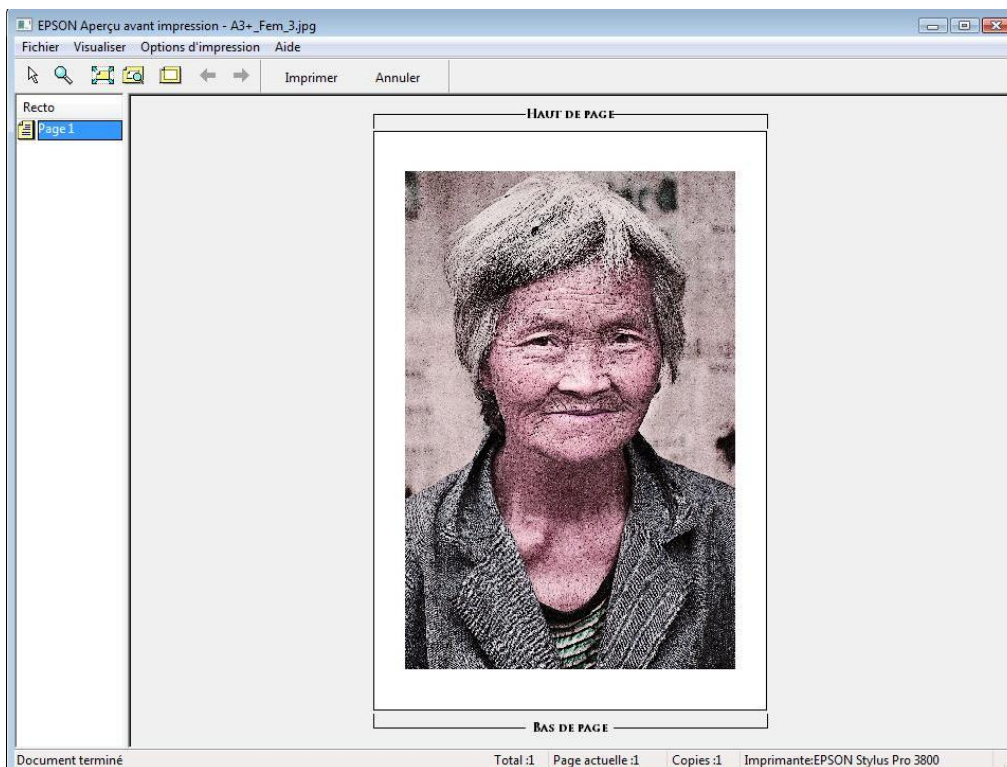 EPSON Aperçu avant impression - A3+_Fem_3.jpg
Fichier Visualiser Options d'impression Aide
Imprimer Annuler
Recto
Page 1
HAUT DE PAGE
BAS DE PAGE
Document terminé Total :1 Page actuelle :1 Copies :1 Imprimante:EPSON Stylus Pro 3800